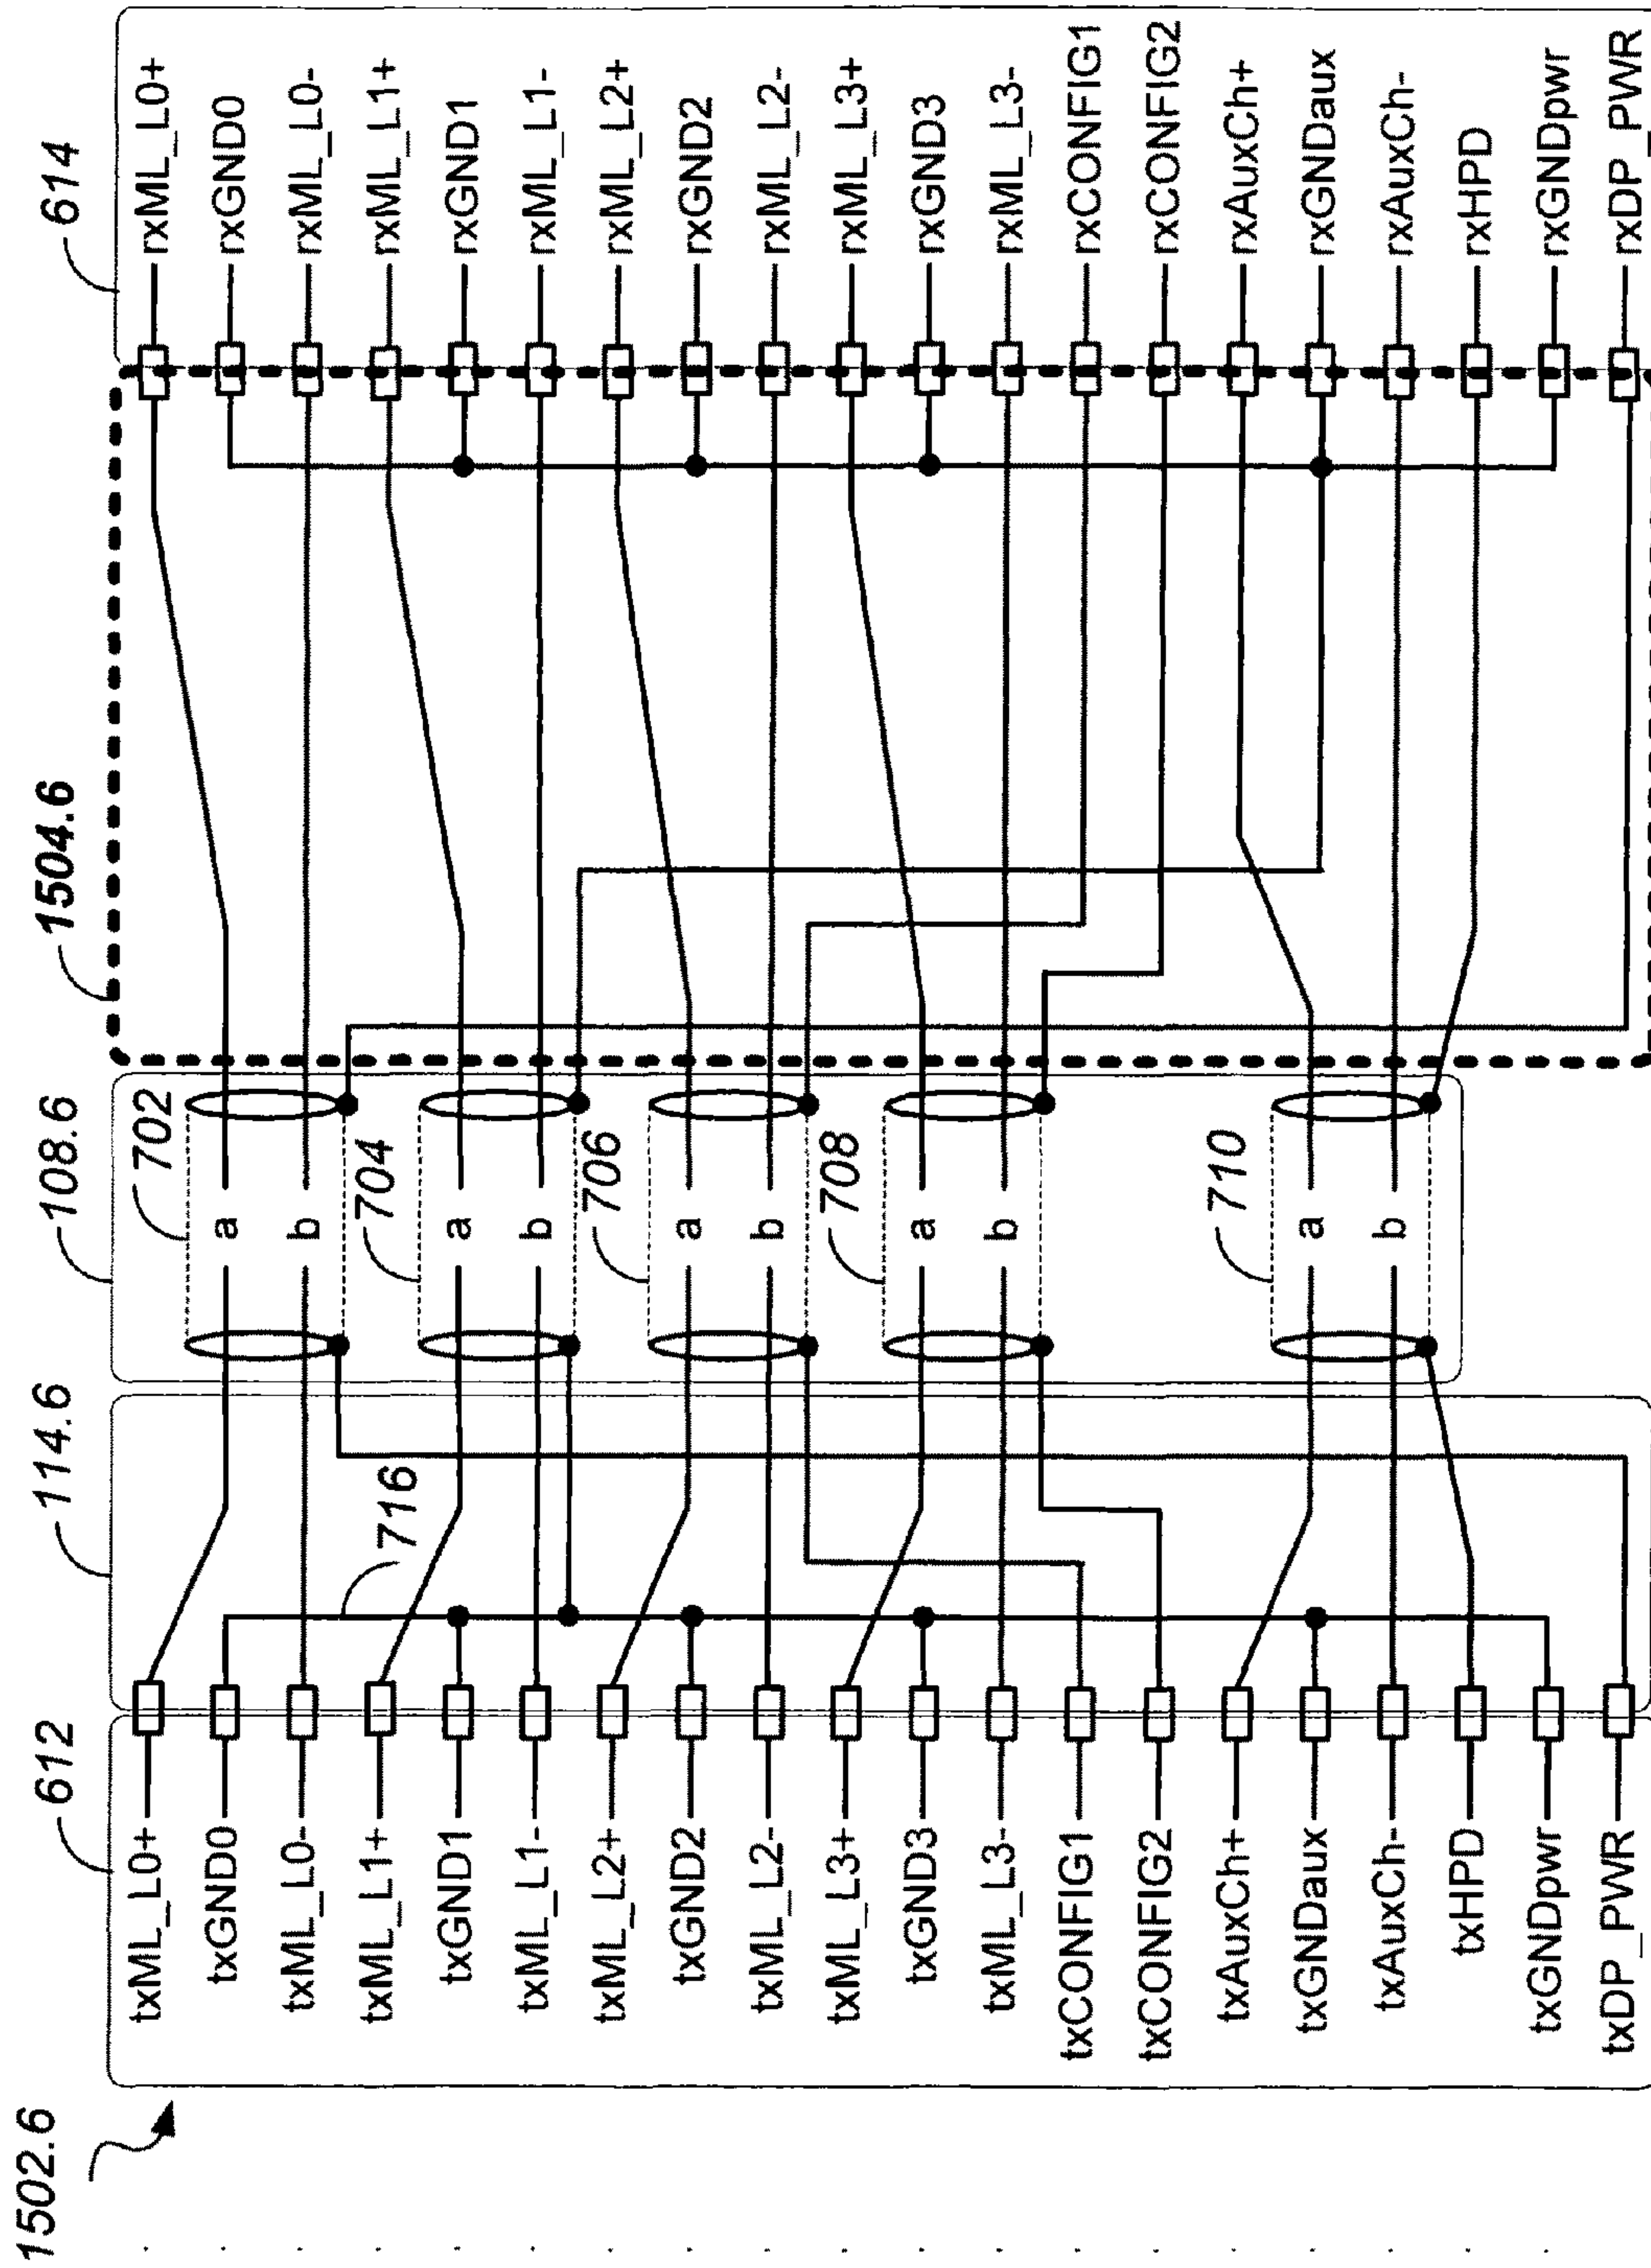 1502.6
612
114.6
108.6
1504.6
614
txML_L0+
txGND0
txML_L0-
txML_L1+
txGND1
txML_L1-
txML_L2+
txGND2
txML_L2-
txML_L3+
txGND3
txML_L3-
txCONFIG1
txCONFIG2
txAuxCh+
txGNDaux
txAuxCh-
txHPD
txGNDpwr
txDP_PWR
716
702
a
b
704
a
b
706
a
b
708
a
b
710
a
b
rxML_L0+
rxGND0
rxML_L0-
rxML_L1+
rxGND1
rxML_L1-
rxML_L2+
rxGND2
rxML_L2-
rxML_L3+
rxGND3
rxML_L3-
rxCONFIG1
rxCONFIG2
rxAuxCh+
rxGNDaux
rxAuxCh-
rxHPD
rxGNDpwr
rxDP_PWR